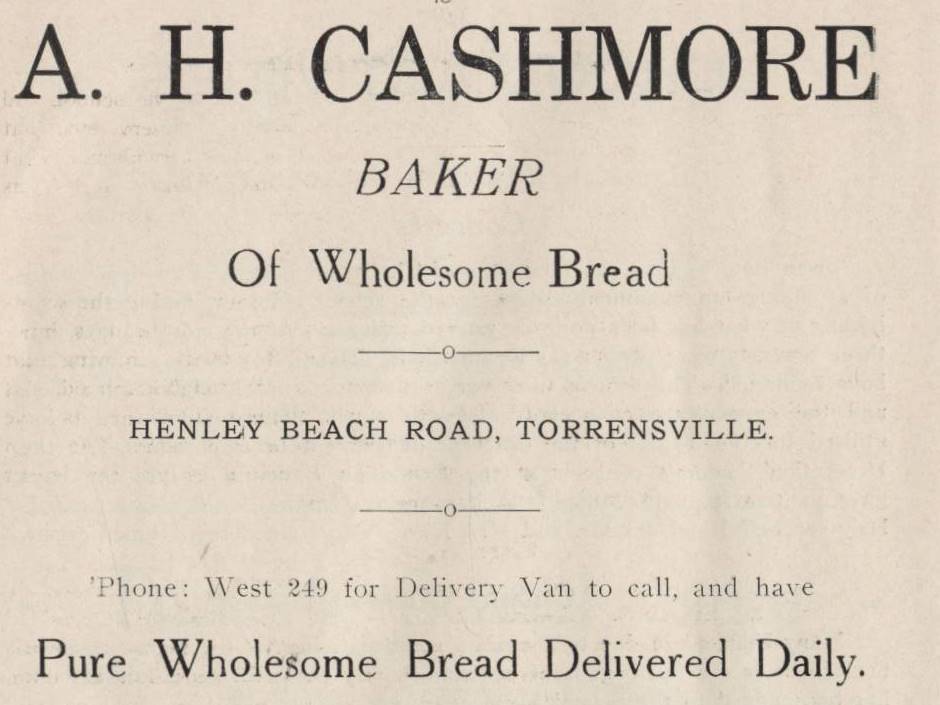 A. H. CASHMORE
BAKER
Of Wholesome Bread
HENLEY BEACH ROAD, TORRENSVILLE.
'Phone: West 249 for Delivery Van to call, and have
Pure Wholesome Bread Delivered Daily.